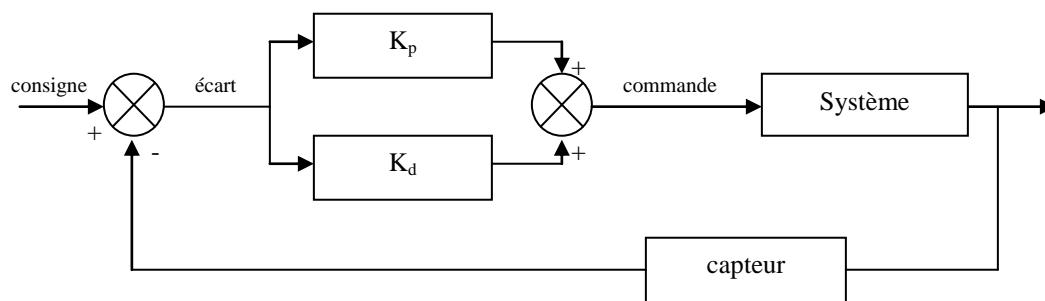 K_p
+
consigne
écart
commande
Système
+
-
+
K_d
capteur